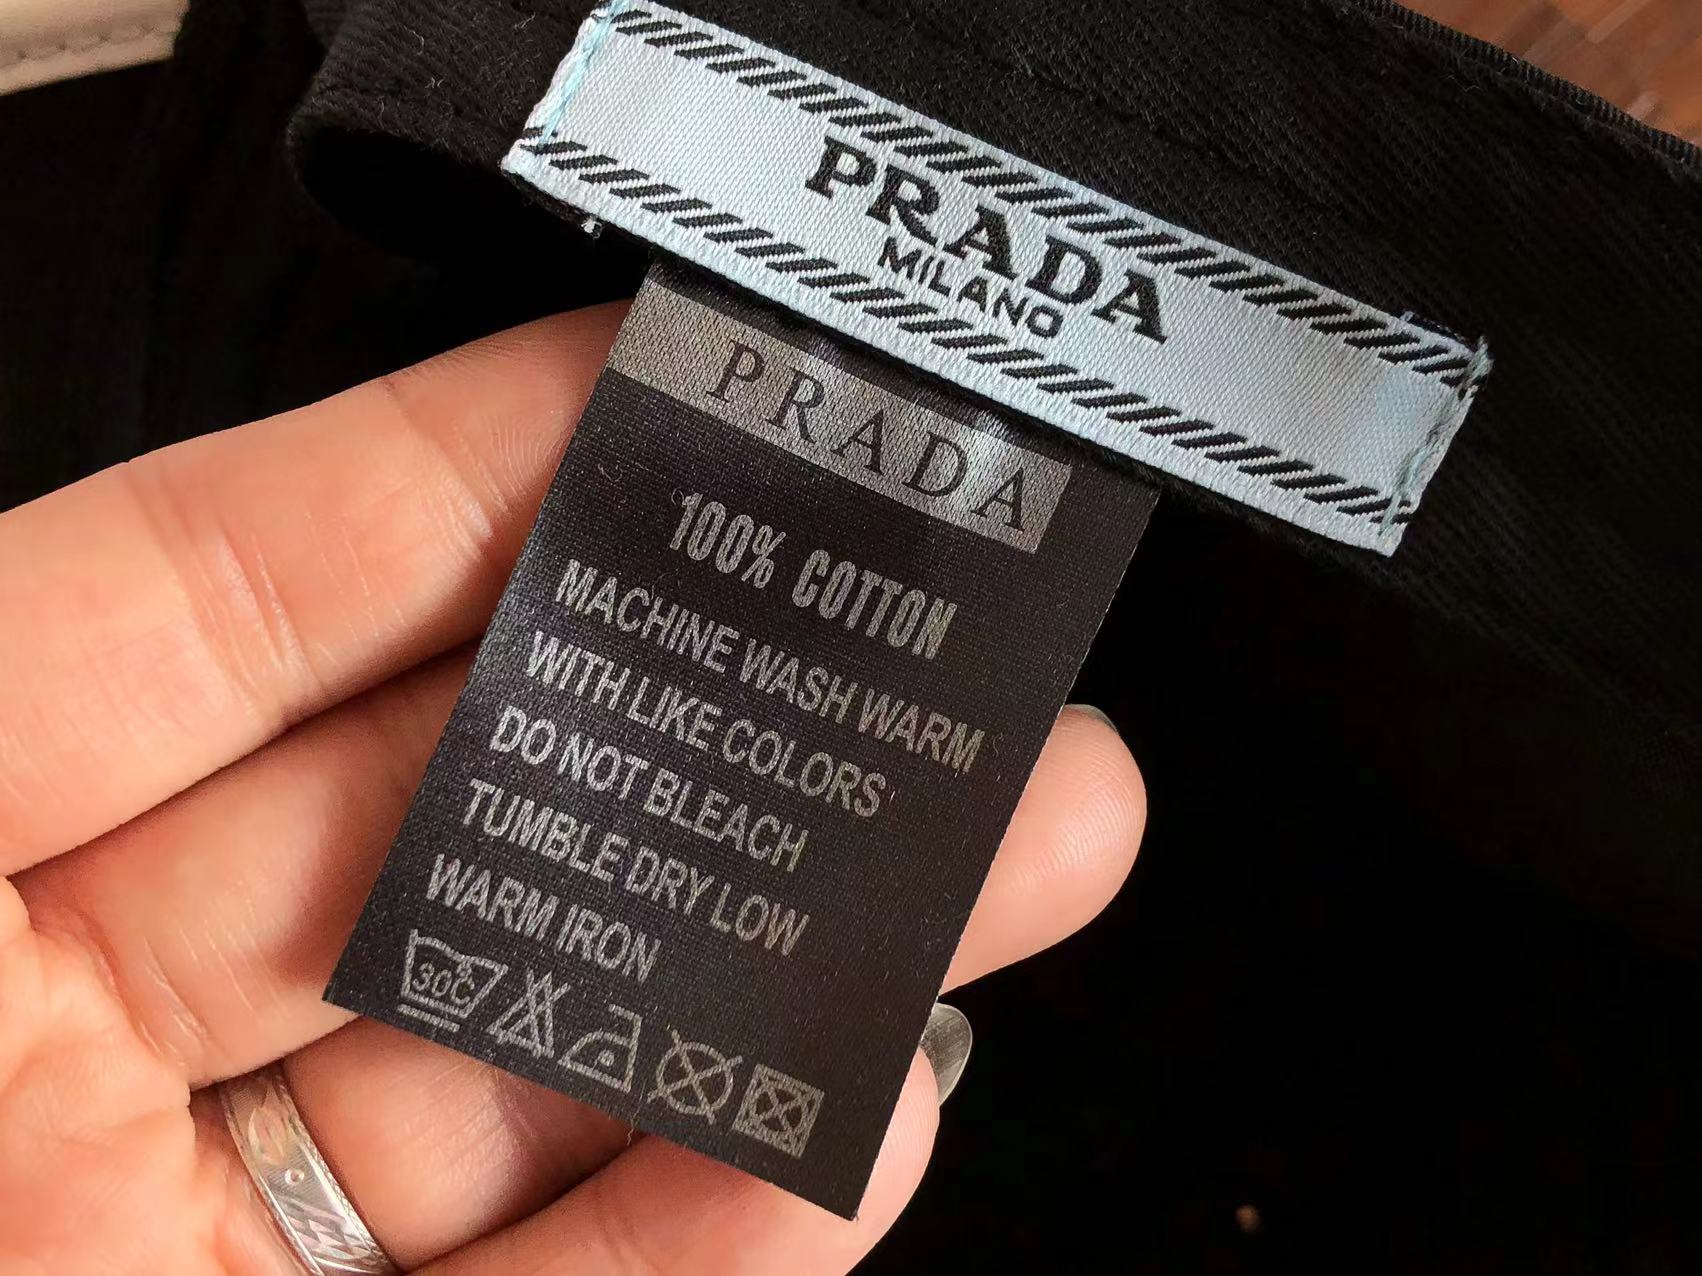 PRADA
MILANO
PRADA
100% COTTON
MACHINE WASH WARM
WITH LIKE COLORS
DO NOT BLEACH
TUMBLE DRY LOW
WARM IRON
30C